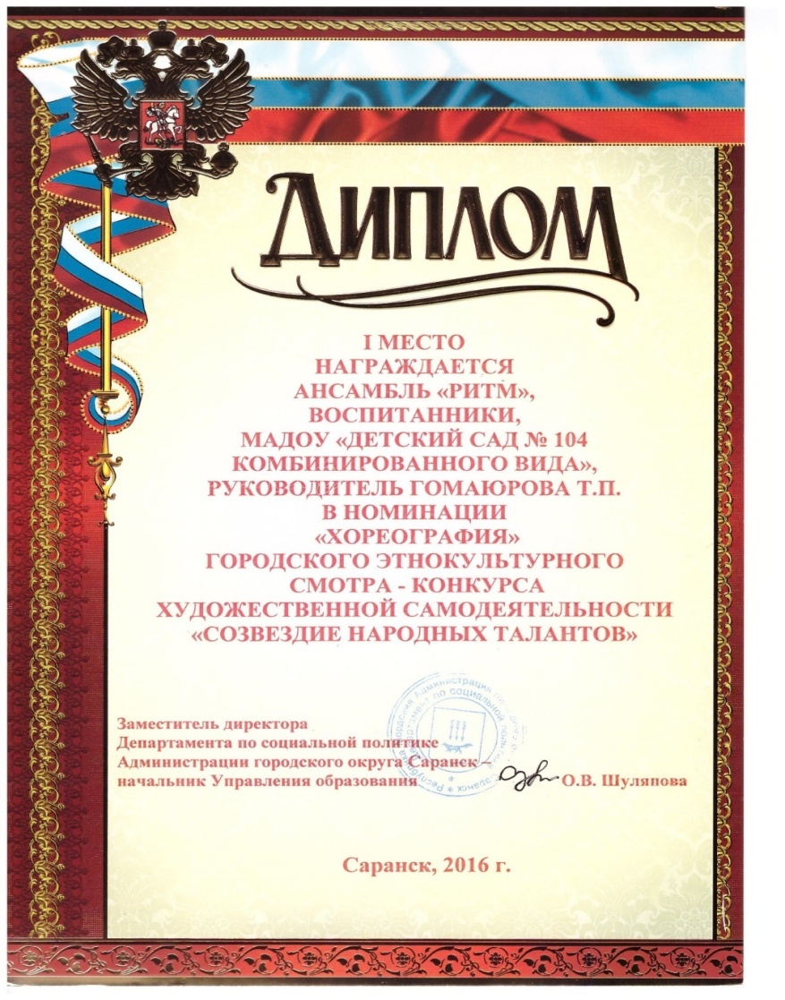 ДИПЛОМ
I МЕСТО
НАГРАЖДАЕТСЯ
АНСАМБЛЬ «РИТМ»,
ВОСПИТАННИКИ,
МАДОУ «ДЕТСКИЙ САД № 104
КОМБИНИРОВАННОГО ВИДА»,
РУКОВОДИТЕЛЬ ГОМАЮРОВА Т.П.
В НОМИНАЦИИ
«ХОРЕОГРАФИЯ»
ГОРОДСКОГО ЭТНОКУЛЬТУРНОГО
СМОТРА - КОНКУРСА
ХУДОЖЕСТВЕННОЙ САМОДЕЯТЕЛЬНОСТИ
«СОЗВЕЗДИЕ НАРОДНЫХ ТАЛАНТОВ»
Заместитель директора
Департамента по социальной политике
Администрации городского округа Саранск –
начальник Управления образования О.В. Шуляпова
Саранск, 2016 г.